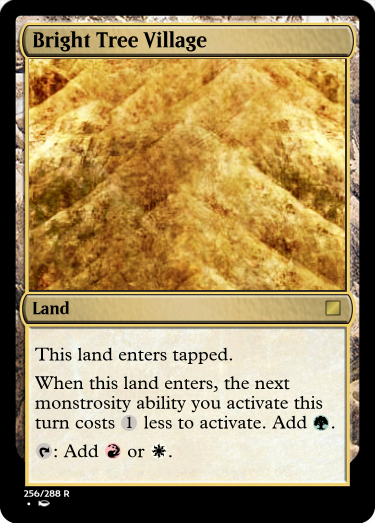 Bright Tree Village
Land
This land enters tapped.
When this land enters, the next
monstrosity ability you activate this
turn costs 1 less to activate. Add .
: Add or .
256/288 R